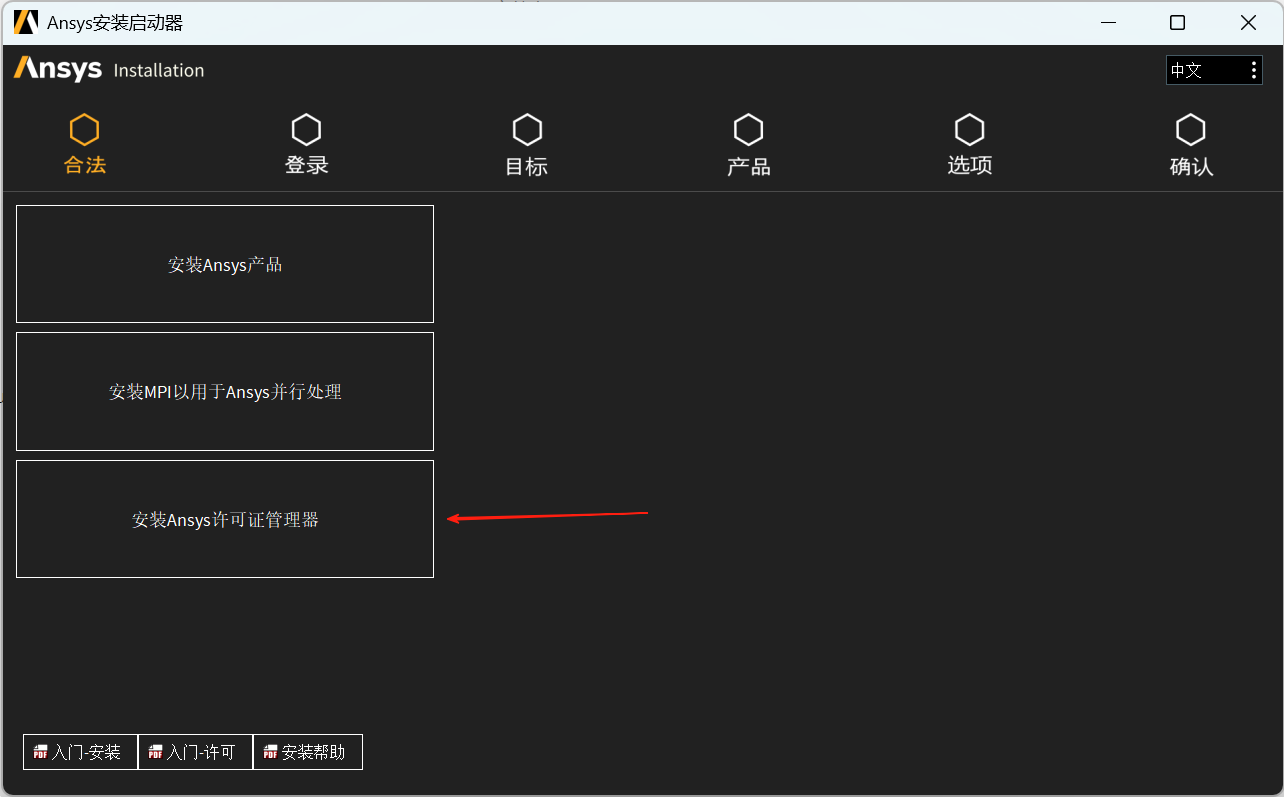 Ansys安装启动器
Ansys Installation
中文
合法 登录 目标 产品 选项 确认
安装Ansys产品
安装MPI以用于Ansys并行处理
安装Ansys许可证管理器
PDF 入门-安装 PDF 入门-许可 PDF 安装帮助